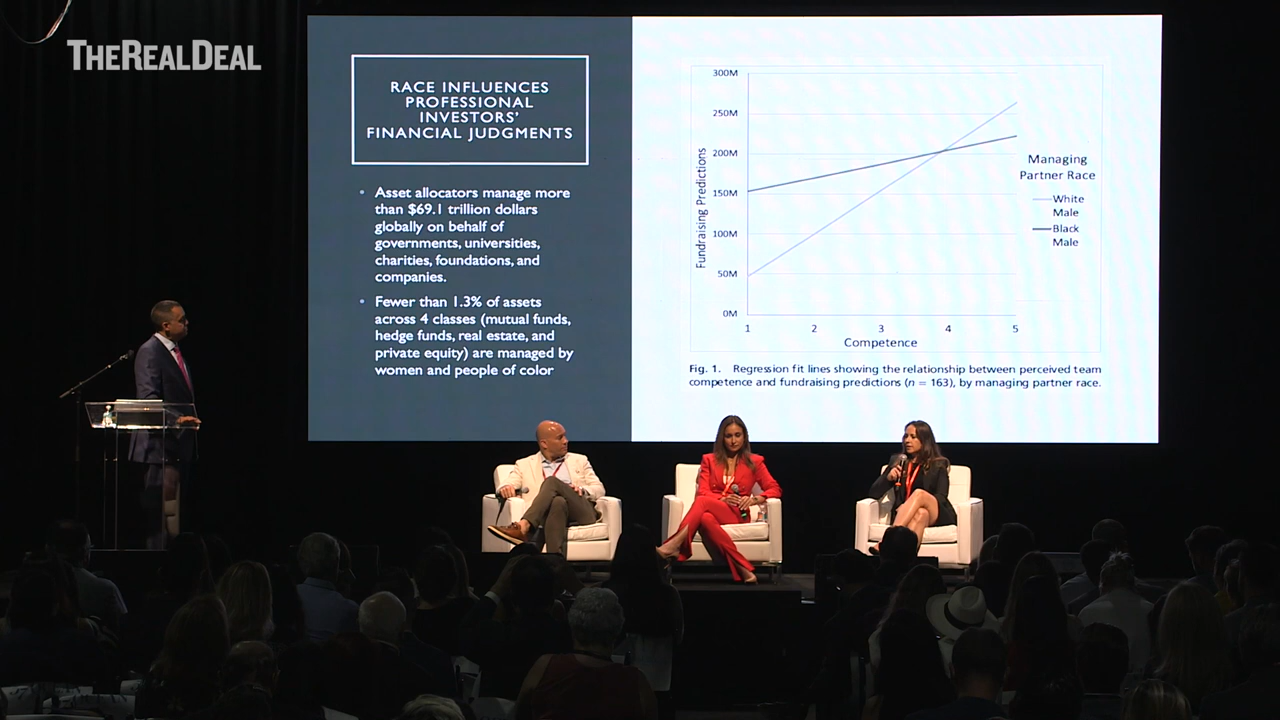 THEREALDEAL
RACE INFLUENCES
PROFESSIONAL
INVESTORS'
FINANCIAL JUDGMENTS
• Asset allocators manage more
than $69.1 trillion dollars
globally on behalf of
governments, universities,
charities, foundations, and
companies.
• Fewer than 1.3% of assets
across 4 classes (mutual funds,
hedge funds, real estate, and
private equity) are managed by
women and people of color
Fundraising Predictions
300M
250M
200M
150M
100M
50M
0M
1 2 3 4 5
Competence
Managing
Partner Race
White
Male
Black
Male
Fig. 1. Regression fit lines showing the relationship between perceived team
competence and fundraising predictions (n = 163), by managing partner race.